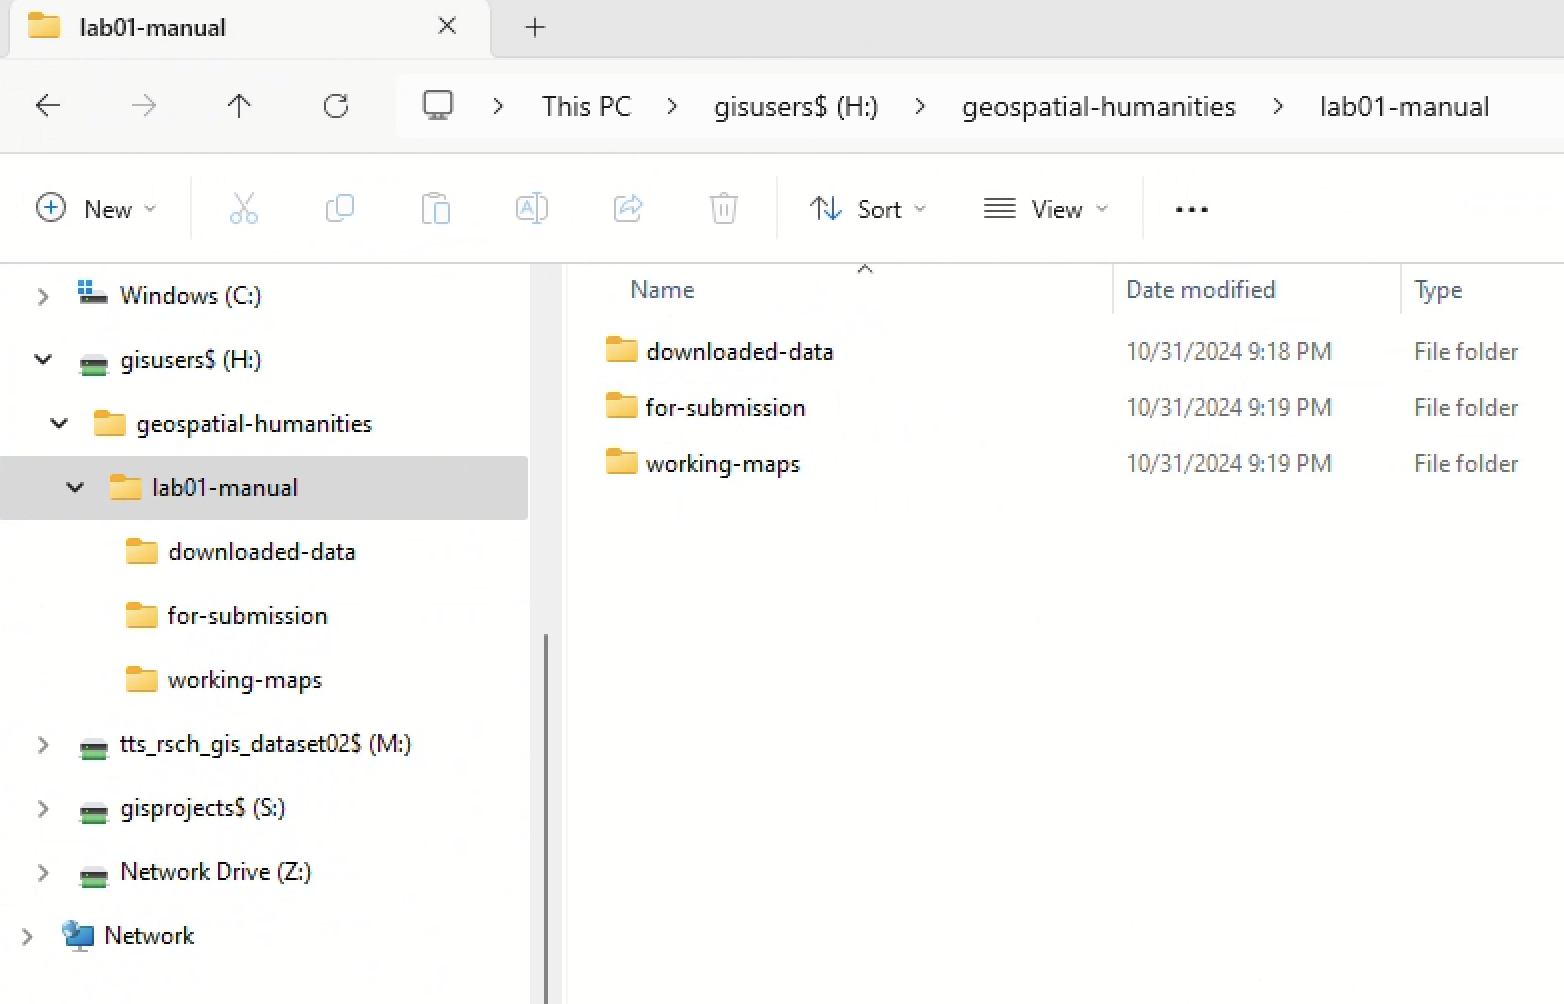 lab01-manual
This PC > gisusers$ (H:) > geospatial-humanities > lab01-manual
New Sort View
Windows (C:)
gisusers$ (H:)
geospatial-humanities
lab01-manual
downloaded-data
for-submission
working-maps
tts_rsch_gis_dataset02$ (M:)
gisprojects$ (S:)
Network Drive (Z:)
Network
Name Date modified Type
downloaded-data 10/31/2024 9:18 PM File folder
for-submission 10/31/2024 9:19 PM File folder
working-maps 10/31/2024 9:19 PM File folder